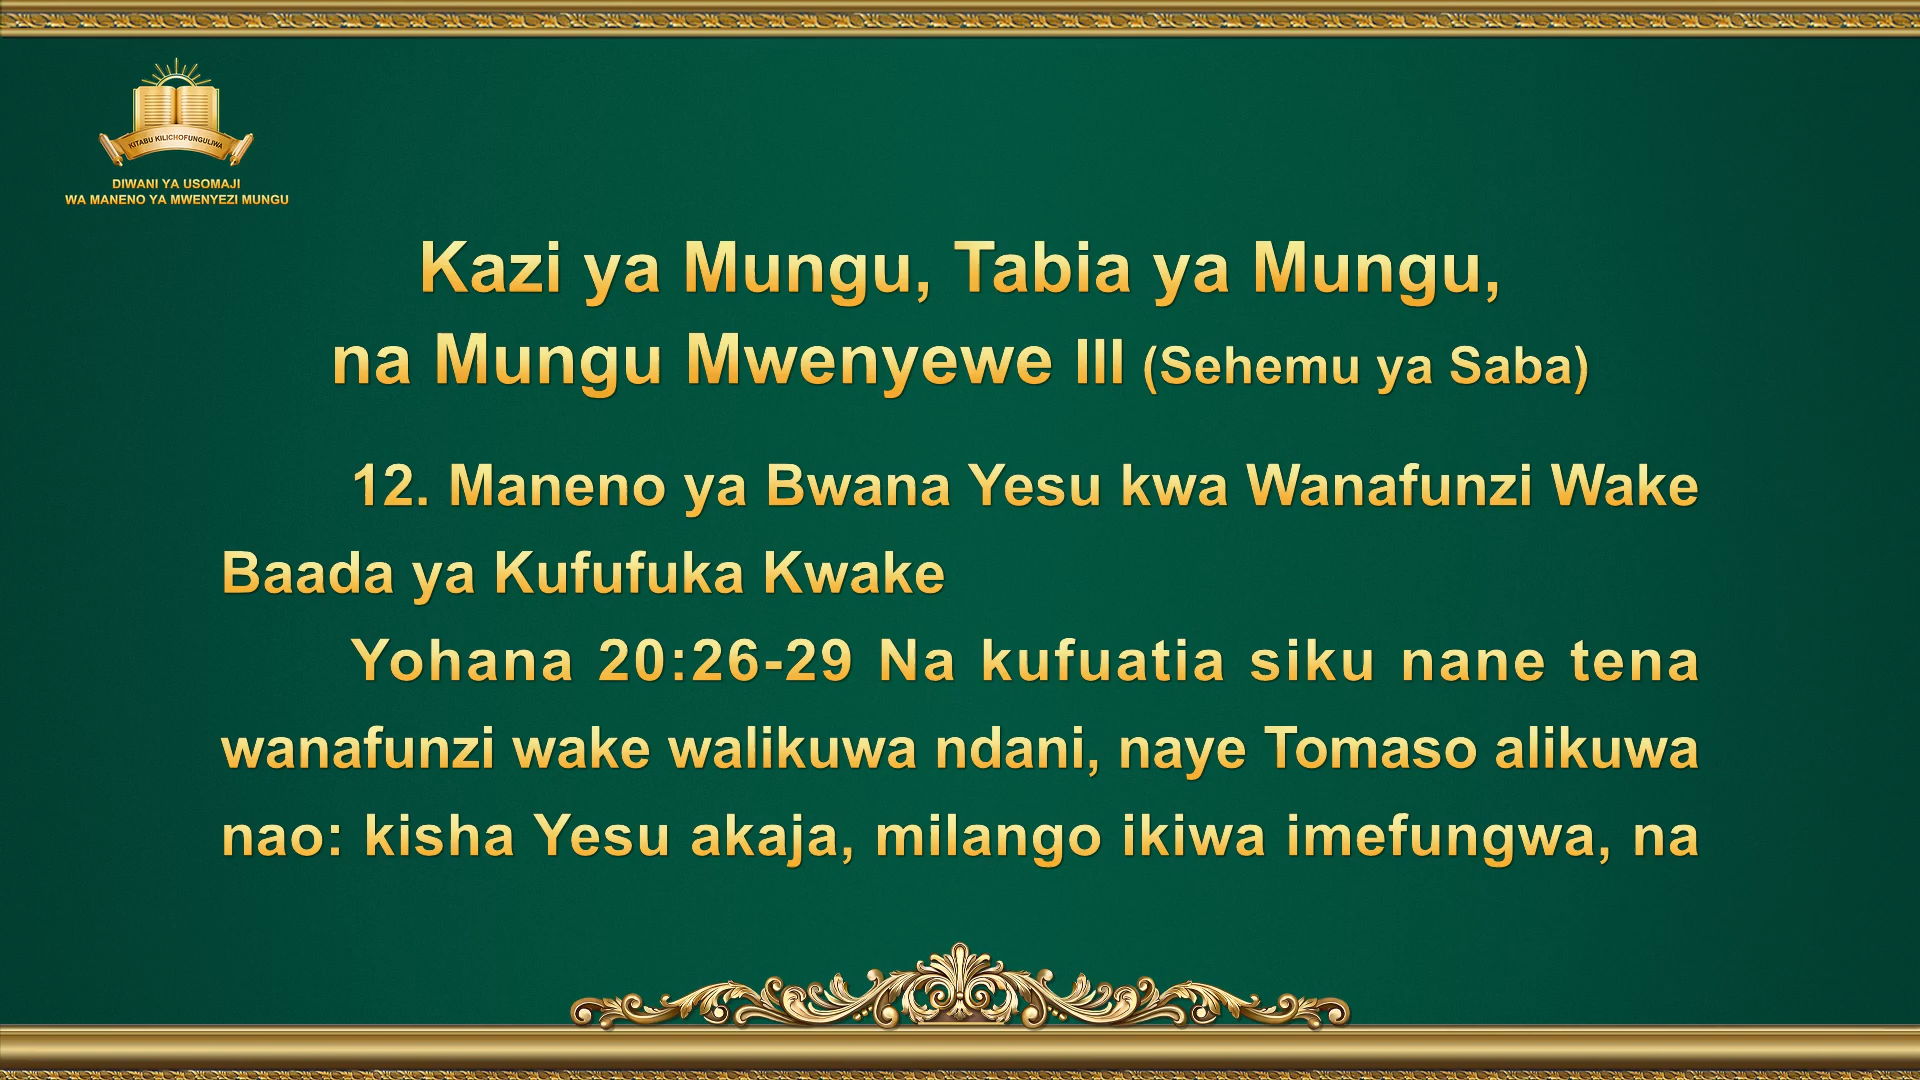 KITABU KILICHOFUNGULIWA
DIWANI YA USOMAJI
WA MANENO YA MWENYEZI MUNGU
Kazi ya Mungu, Tabia ya Mungu,
na Mungu Mwenyewe III (Sehemu ya Saba)
12. Maneno ya Bwana Yesu kwa Wanafunzi Wake
Baada ya Kufufuka Kwake
Yohana 20:26-29 Na kufuatia siku nane tena
wanafunzi wake walikuwa ndani, naye Tomaso alikuwa
nao: kisha Yesu akaja, milango ikiwa imefungwa, na